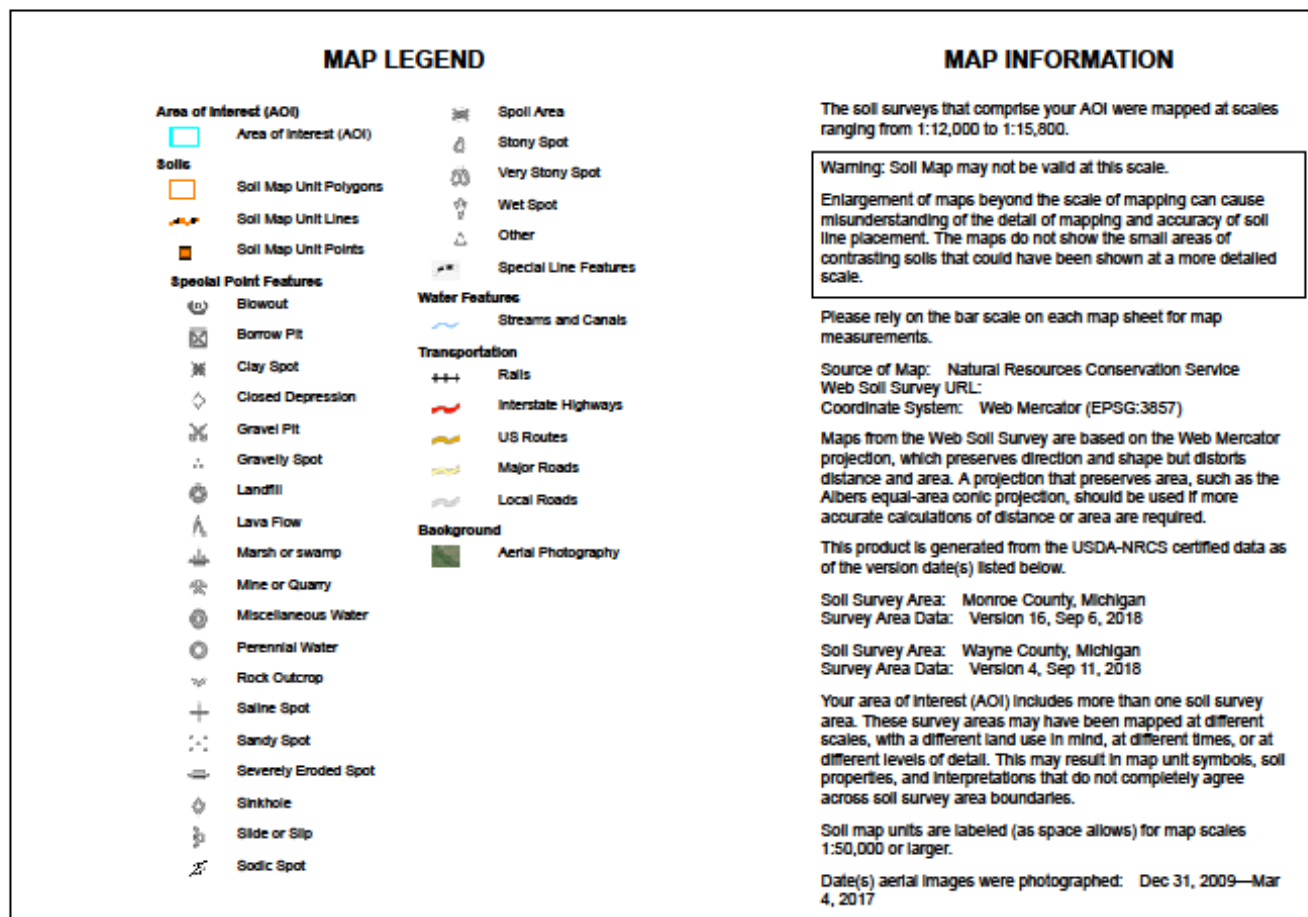 MAP LEGEND
Area of Interest (AOI)
Area of Interest (AOI)
Soils
Soil Map Unit Polygons
Soil Map Unit Lines
Soil Map Unit Points
Special Point Features
Blowout
Borrow Pit
Clay Spot
Closed Depression
Gravel Pit
Gravelly Spot
Landfill
Lava Flow
Marsh or swamp
Mine or Quarry
Miscellaneous Water
Perennial Water
Rock Outcrop
Saline Spot
Sandy Spot
Severely Eroded Spot
Sinkhole
Slide or Slip
Sodic Spot
Spoil Area
Stony Spot
Very Stony Spot
Wet Spot
Other
Special Line Features
Water Features
Streams and Canals
Transportation
Rails
Interstate Highways
US Routes
Major Roads
Local Roads
Background
Aerial Photography
MAP INFORMATION
The soil surveys that comprise your AOI were mapped at scales
ranging from 1:12,000 to 1:15,800.
Warning: Soil Map may not be valid at this scale.
Enlargement of maps beyond the scale of mapping can cause
misunderstanding of the detail of mapping and accuracy of soil
line placement. The maps do not show the small areas of
contrasting soils that could have been shown at a more detailed
scale.
Please rely on the bar scale on each map sheet for map
measurements.
Source of Map: Natural Resources Conservation Service
Web Soil Survey URL:
Coordinate System: Web Mercator (EPSG:3857)
Maps from the Web Soil Survey are based on the Web Mercator
projection, which preserves direction and shape but distorts
distance and area. A projection that preserves area, such as the
Albers equal-area conic projection, should be used if more
accurate calculations of distance or area are required.
This product is generated from the USDA-NRCS certified data as
of the version date(s) listed below.
Soil Survey Area: Monroe County, Michigan
Survey Area Data: Version 16, Sep 6, 2018
Soil Survey Area: Wayne County, Michigan
Survey Area Data: Version 4, Sep 11, 2018
Your area of interest (AOI) includes more than one soil survey
area. These survey areas may have been mapped at different
scales, with a different land use in mind, at different times, or at
different levels of detail. This may result in map unit symbols, soil
properties, and interpretations that do not completely agree
across soil survey area boundaries.
Soil map units are labeled (as space allows) for map scales
1:50,000 or larger.
Date(s) aerial images were photographed: Dec 31, 2009—Mar
4, 2017